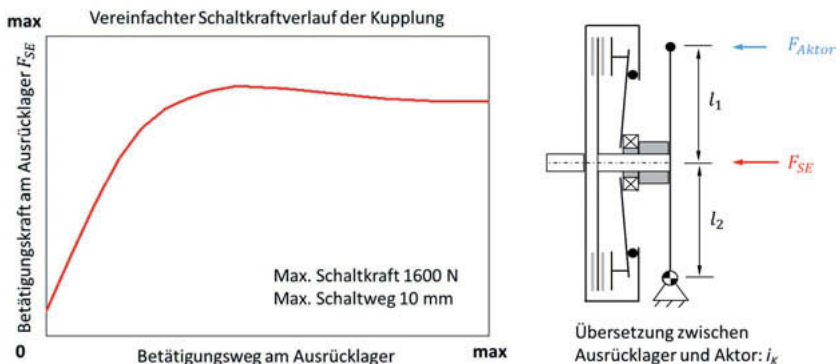 Vereinfachter Schaltkraftverlauf der Kupplung
max
Betätigungskraft am Ausrücklager F_SE
Max. Schaltkraft 1600 N
Max. Schaltweg 10 mm
0
Betätigungsweg am Ausrücklager
max
F_Aktor
l_1
F_SE
l_2
Übersetzung zwischen
Ausrücklager und Aktor: i_K